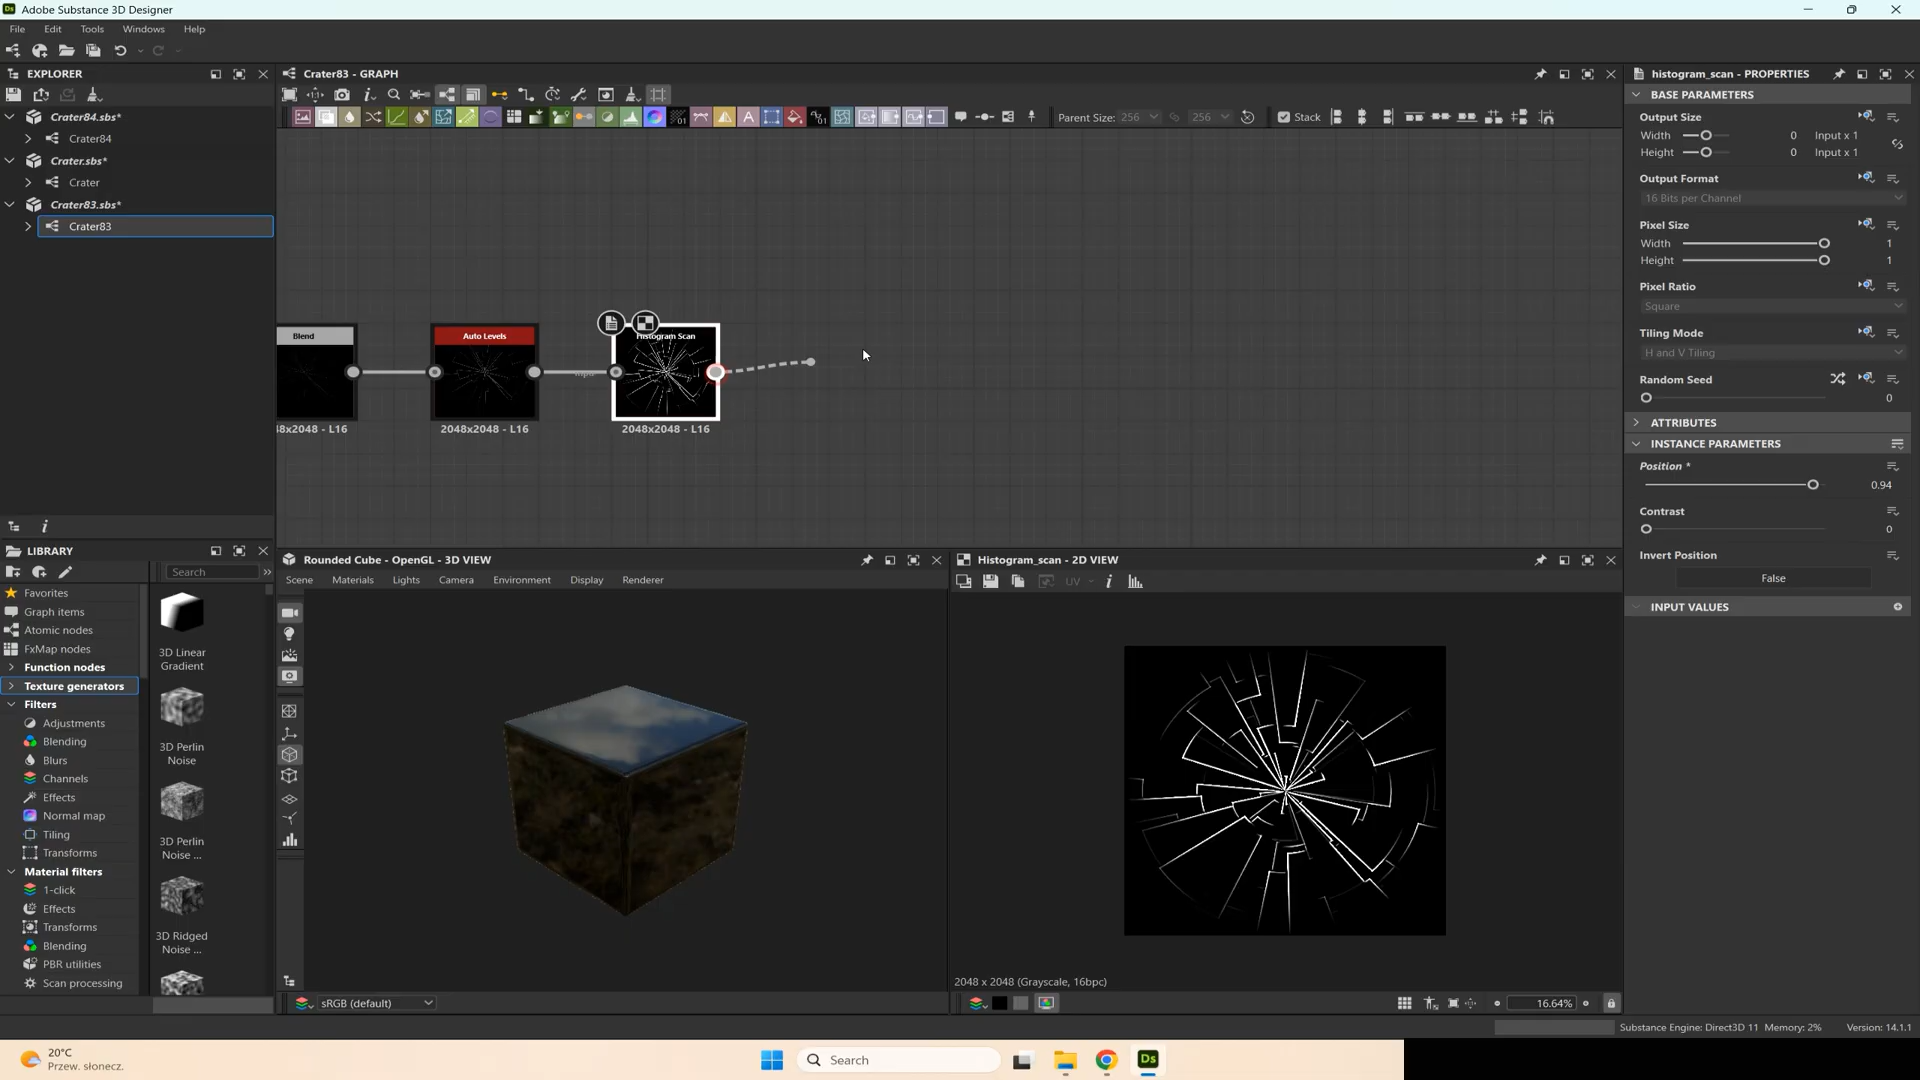 Adobe Substance 3D Designer
File Edit Tools Windows Help
EXPLORER
Crater84.sbs*
Crater84
Crater.sbs*
Crater
Crater83.sbs*
Crater83
Crater83 - GRAPH
Parent Size: 256 256 Stack
Blend
Auto Levels
Histogram Scan
48x2048 - L16
2048x2048 - L16
2048x2048 - L16
LIBRARY
Search
Favorites
Graph items
Atomic nodes
FxMap nodes
Function nodes
Texture generators
Filters
Adjustments
Blending
Blurs
Channels
Effects
Normal map
Tiling
Transforms
Material filters
1-click
Effects
Transforms
Blending
PBR utilities
Scan processing
3D Linear
Gradient
3D Perlin
Noise
3D Perlin
Noise ...
3D Ridged
Noise ...
Rounded Cube - OpenGL - 3D VIEW
Scene Materials Lights Camera Environment Display Renderer
sRGB (default)
Histogram_scan - 2D VIEW
UV
2048 x 2048 (Grayscale, 16bpc)
16.64%
histogram_scan - PROPERTIES
BASE PARAMETERS
Output Size
Width 0 Input x 1
Height 0 Input x 1
Output Format
16 Bits per Channel
Pixel Size
Width 1
Height 1
Pixel Ratio
Square
Tiling Mode
H and V Tiling
Random Seed
0
ATTRIBUTES
INSTANCE PARAMETERS
Position *
0.94
Contrast
0
Invert Position
False
INPUT VALUES
Substance Engine: Direct3D 11 Memory: 2% Version: 14.1.1
20°C
Przew. słonecz.
Search
Ds